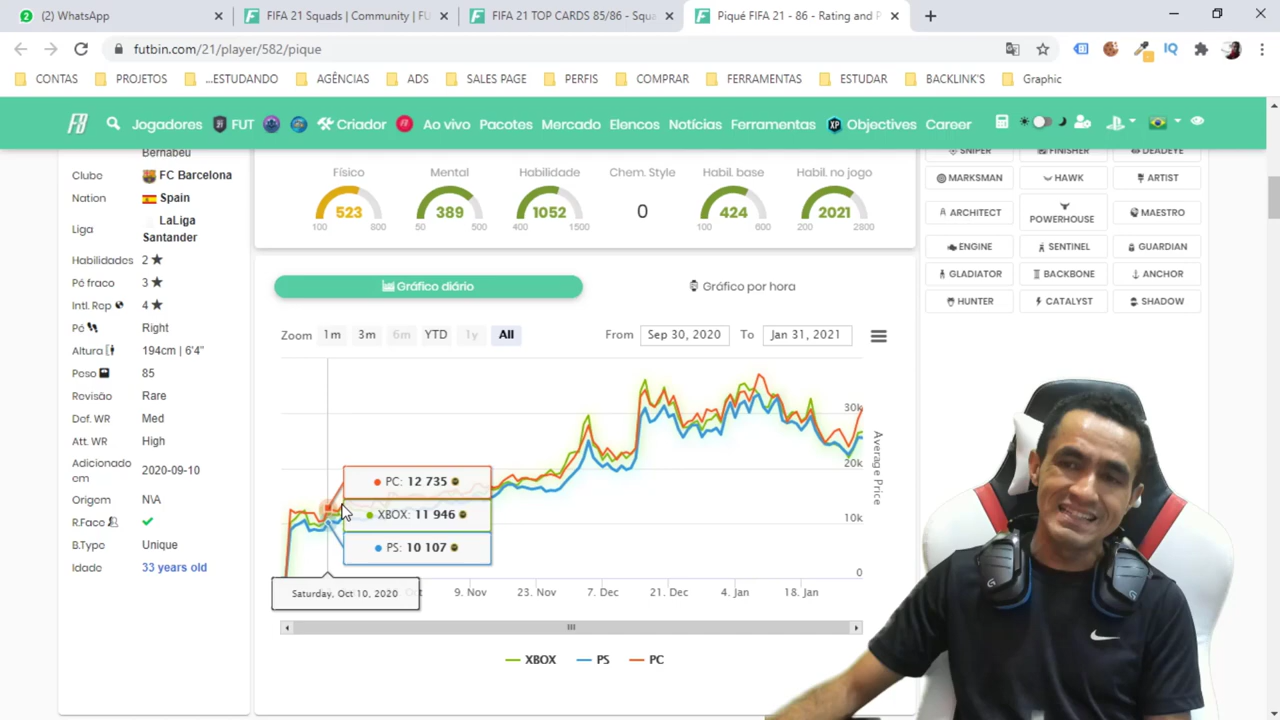 (2) WhatsApp
FIFA 21 Squads | Community | FU
FIFA 21 TOP CARDS 85/86 - Squa
Piqué FIFA 21 - 86 - Rating and P
futbin.com/21/player/582/pique
CONTAS PROJETOS ...ESTUDANDO AGÊNCIAS ADS SALES PAGE PERFIS COMPRAR FERRAMENTAS ESTUDAR BACKLINK'S Graphic
Jogadores FUT Criador Ao vivo Pacotes Mercado Elencos Notícias Ferramentas XP Objectives Career
Bernabeu
Clube FC Barcelona
Nation Spain
Liga LaLiga
Santander
Habilidades 2 ★
Pé fraco 3 ★
Intl. Rep 4 ★
Pé Right
Altura 194cm | 6'4"
Peso 85
Revisão Rare
Def. WR Med
Att. WR High
Adicionado
em 2020-09-10
Origem N\A
R.Face
B.Type Unique
Idade 33 years old
Físico Mental Habilidade Chem. Style Habil. base Habil. no jogo
523 389 1052 0 424 2021
100 800 50 500 400 1500 100 600 700 2800
Gráfico diário Gráfico por hora
Zoom 1m 3m 6m YTD 1y All From Sep 30, 2020 To Jan 31, 2021
30k
20k
10k
0
Average Price
PC: 12 735
XBOX: 11 946
PS: 10 107
Saturday, Oct 10, 2020
9. Nov 23. Nov 7. Dec 21. Dec 4. Jan 18. Jan
XBOX PS PC
SNIPER FINISHER DEADEYE
MARKSMAN HAWK ARTIST
ARCHITECT POWERHOUSE MAESTRO
ENGINE SENTINEL GUARDIAN
GLADIATOR BACKBONE ANCHOR
HUNTER CATALYST SHADOW